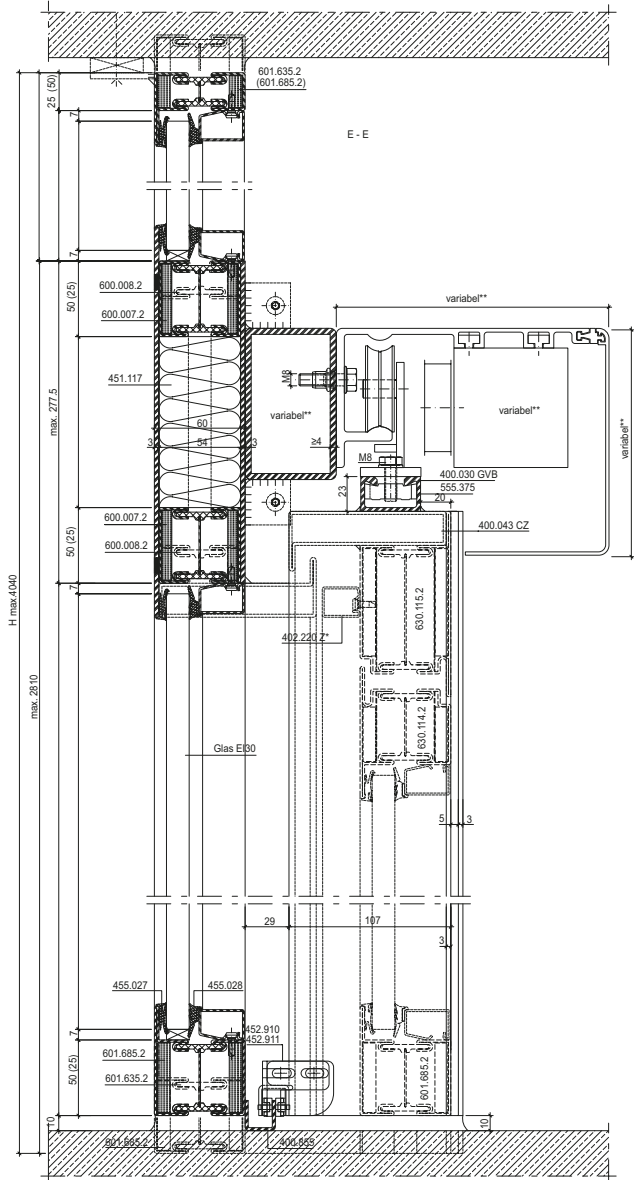 601.635.2
(601.685.2)
25 (50)
E - E
7
7
variabel**
600.008.2
50 (25)
600.007.2
M8
451.117
variabel**
variabel**
variabel**
max. 277.5
60
3
54
3
≥4
M8
400.030 GVB
23
555.375
20
600.007.2
400.043 CZ
50 (25)
600.008.2
7
630.115.2
H max.4040
402.220 Z*
max. 2810
630.114.2
Glas EI30
5
3
29
107
3
455.027
455.028
7
452.910
452.911
601.685.2
50 (25)
601.635.2
601.685.2
10
10
601.685.2
400.855